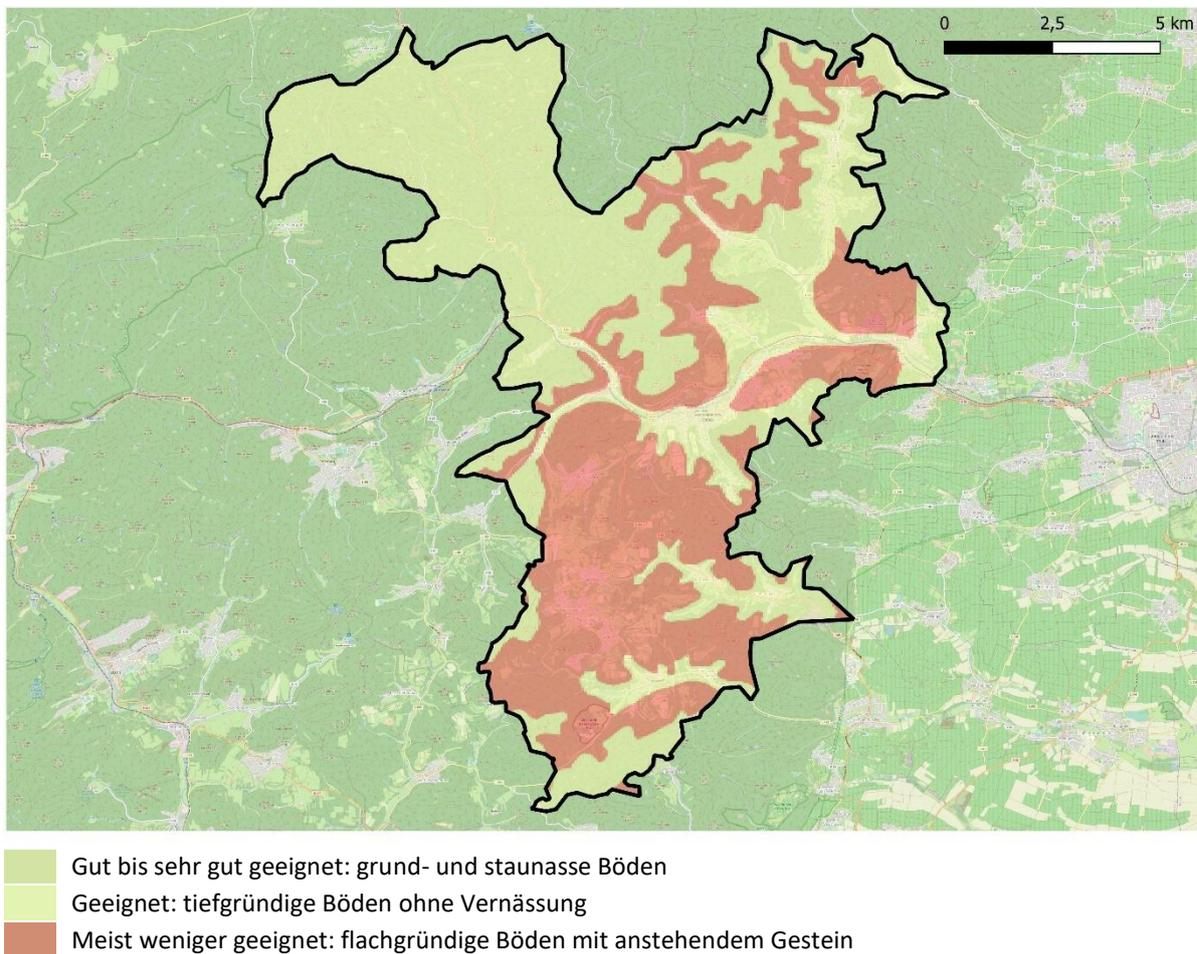 0 2,5 5 km
Gut bis sehr gut geeignet: grund- und staunasse Böden
Geeignet: tiefgründige Böden ohne Vernässung
Meist weniger geeignet: flachgründige Böden mit anstehendem Gestein